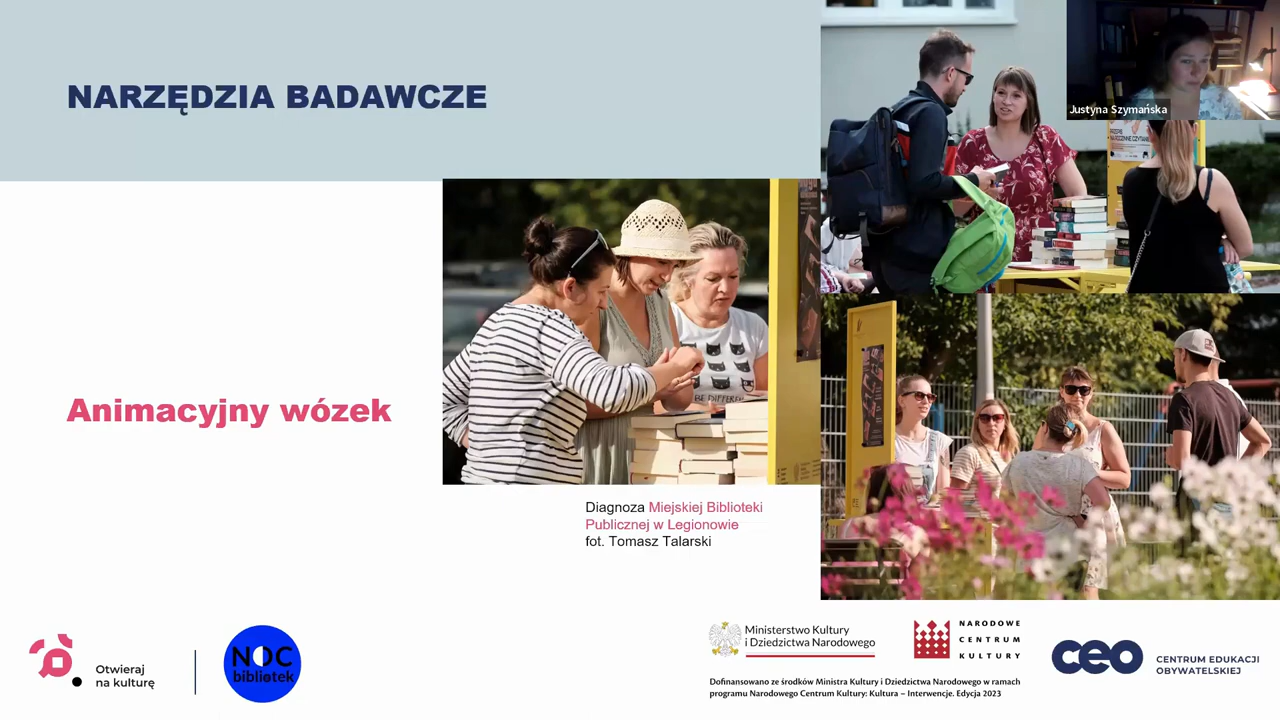 NARZĘDZIA BADAWCZE
Justyna Szymańska
Animacyjny wózek
BE DIFFEREN
Diagnoza Miejskiej Biblioteki
Publicznej w Legionowie
fot. Tomasz Talarski
Otwieraj
na kulturę
NOC
bibliotek
Ministerstwo Kultury
i Dziedzictwa Narodowego
NARODOWE
CENTRUM
KULTURY
Dofinansowano ze środków Ministra Kultury i Dziedzictwa Narodowego w ramach
programu Narodowego Centrum Kultury: Kultura – Interwencje. Edycja 2023
ceo
CENTRUM EDUKACJI
OBYWATELSKIEJ